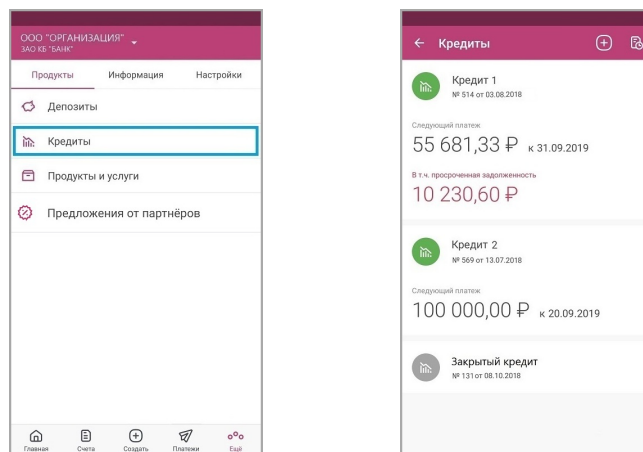 ООО "ОРГАНИЗАЦИЯ"
ЗАО КБ "БАНК"
Продукты Информация Настройки
Депозиты
Кредиты
Продукты и услуги
Предложения от партнёров
Главная Счета Создать Платежи Ещё
Кредиты
Кредит 1
№ 514 от 03.08.2018
Следующий платеж
55 681,33 ₽ к 31.09.2019
В т.ч. просроченная задолженность
10 230,60 ₽
Кредит 2
№ 569 от 13.07.2018
Следующий платеж
100 000,00 ₽ к 20.09.2019
Закрытый кредит
№ 131 от 08.10.2018